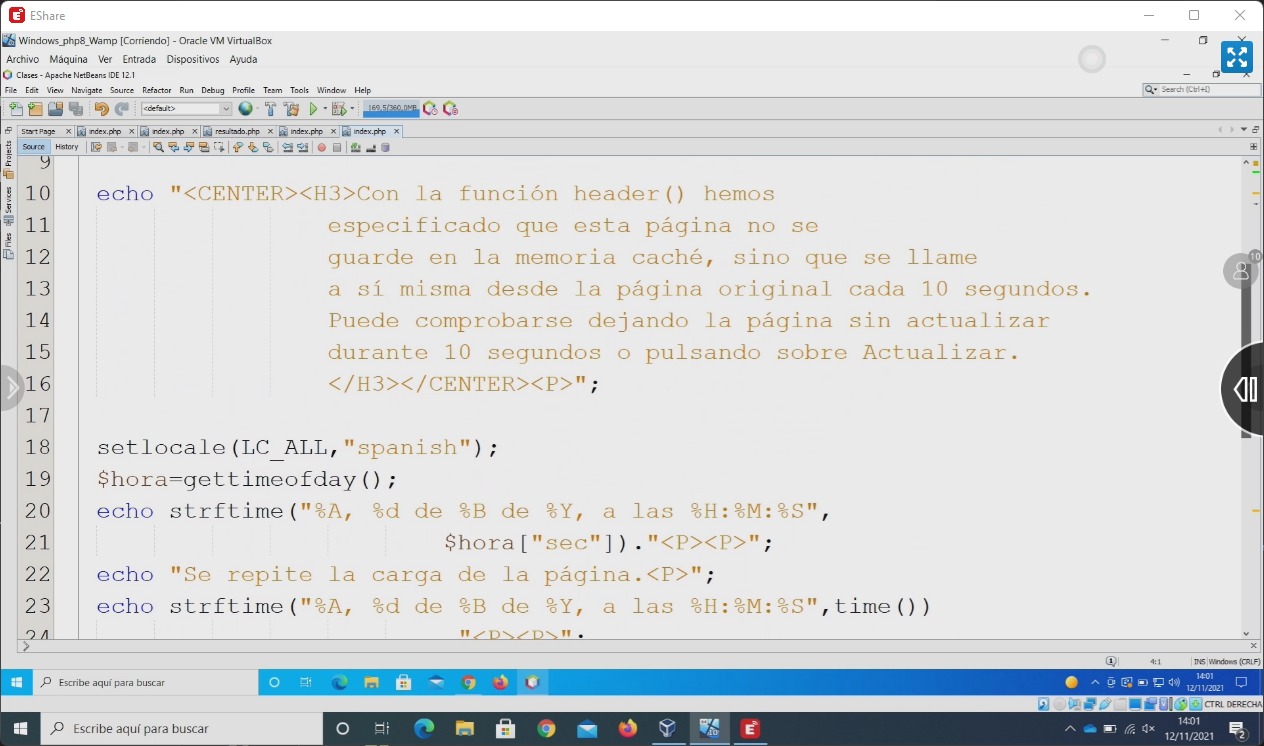 EShare
Windows_php8_Wamp [Corriendo] - Oracle VM VirtualBox
Archivo Máquina Ver Entrada Dispositivos Ayuda
Clases - Apache NetBeans IDE 12.1
File Edit View Navigate Source Refactor Run Debug Profile Team Tools Window Help
Search (Ctrl+I)
<default> 169,5/360,0MB
Start Page index.php index.php resultado.php index.php index.php
Source History
Projects
Services
Files
9
10 echo "<CENTER><H3>Con la función header() hemos
11 especificado que esta página no se
12 guarde en la memoria caché, sino que se llame
13 a sí misma desde la página original cada 10 segundos.
14 Puede comprobarse dejando la página sin actualizar
15 durante 10 segundos o pulsando sobre Actualizar.
16 </H3></CENTER><P>";
17
18 setlocale(LC_ALL,"spanish");
19 $hora=gettimeofday();
20 echo strftime("%A, %d de %B de %Y, a las %H:%M:%S",
21 $hora["sec"])."<P><P>";
22 echo "Se repite la carga de la página.<P>";
23 echo strftime("%A, %d de %B de %Y, a las %H:%M:%S",time())
24 "<P><P>";
10
1 4:1 INS Windows (CRLF)
Escribe aquí para buscar
14:01
12/11/2021
CTRL DERECHA
Escribe aquí para buscar
14:01
12/11/2021
2